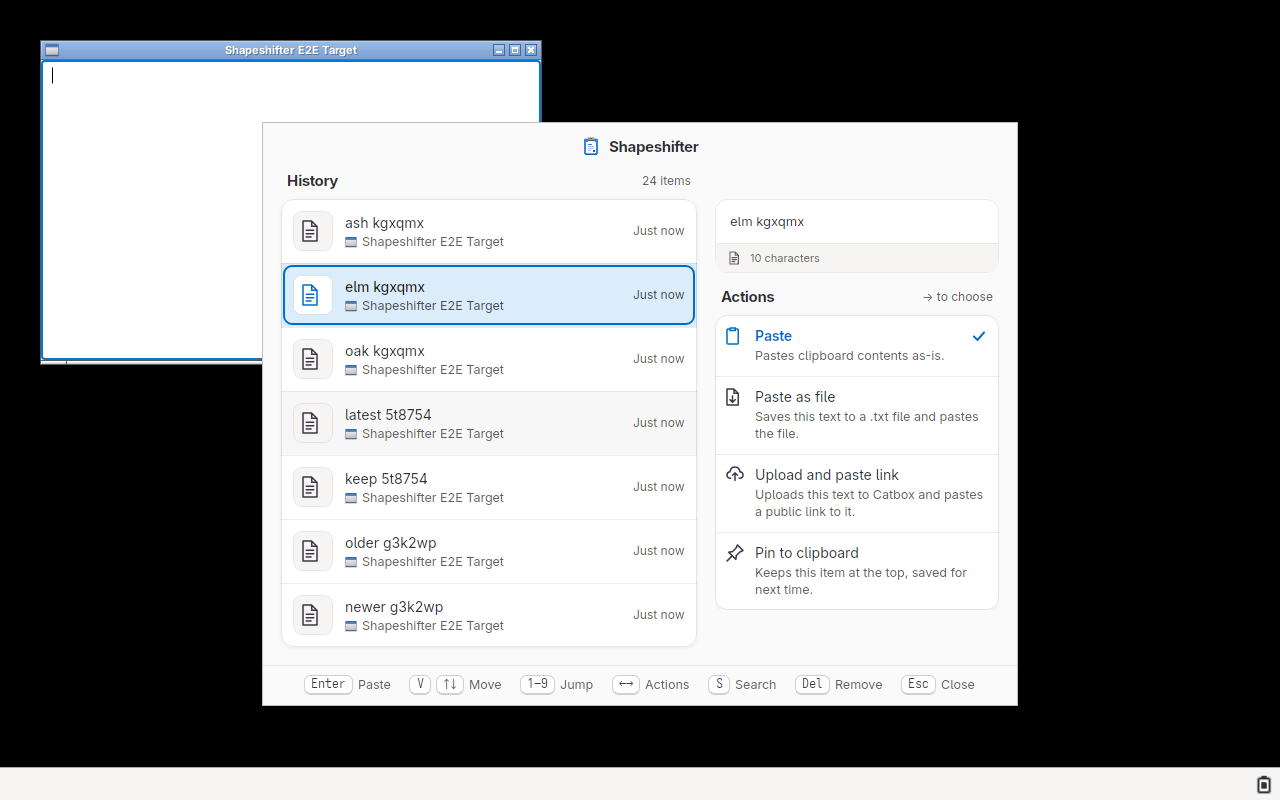 Shapeshifter E2E Target
Shapeshifter
History
24 items
ash kgxqmx
Shapeshifter E2E Target
Just now
elm kgxqmx
Shapeshifter E2E Target
Just now
oak kgxqmx
Shapeshifter E2E Target
Just now
latest 5t8754
Shapeshifter E2E Target
Just now
keep 5t8754
Shapeshifter E2E Target
Just now
older g3k2wp
Shapeshifter E2E Target
Just now
newer g3k2wp
Shapeshifter E2E Target
Just now
elm kgxqmx
10 characters
Actions
→ to choose
Paste
Pastes clipboard contents as-is.
Paste as file
Saves this text to a .txt file and pastes
the file.
Upload and paste link
Uploads this text to Catbox and pastes
a public link to it.
Pin to clipboard
Keeps this item at the top, saved for
next time.
Enter Paste V ↑↓ Move 1–9 Jump ↔ Actions S Search Del Remove Esc Close